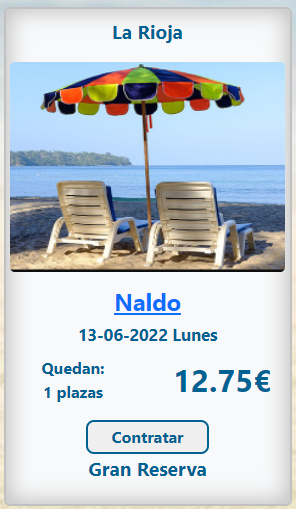 La Rioja
Naldo
13-06-2022 Lunes
Quedan:
1 plazas
12.75€
Contratar
Gran Reserva